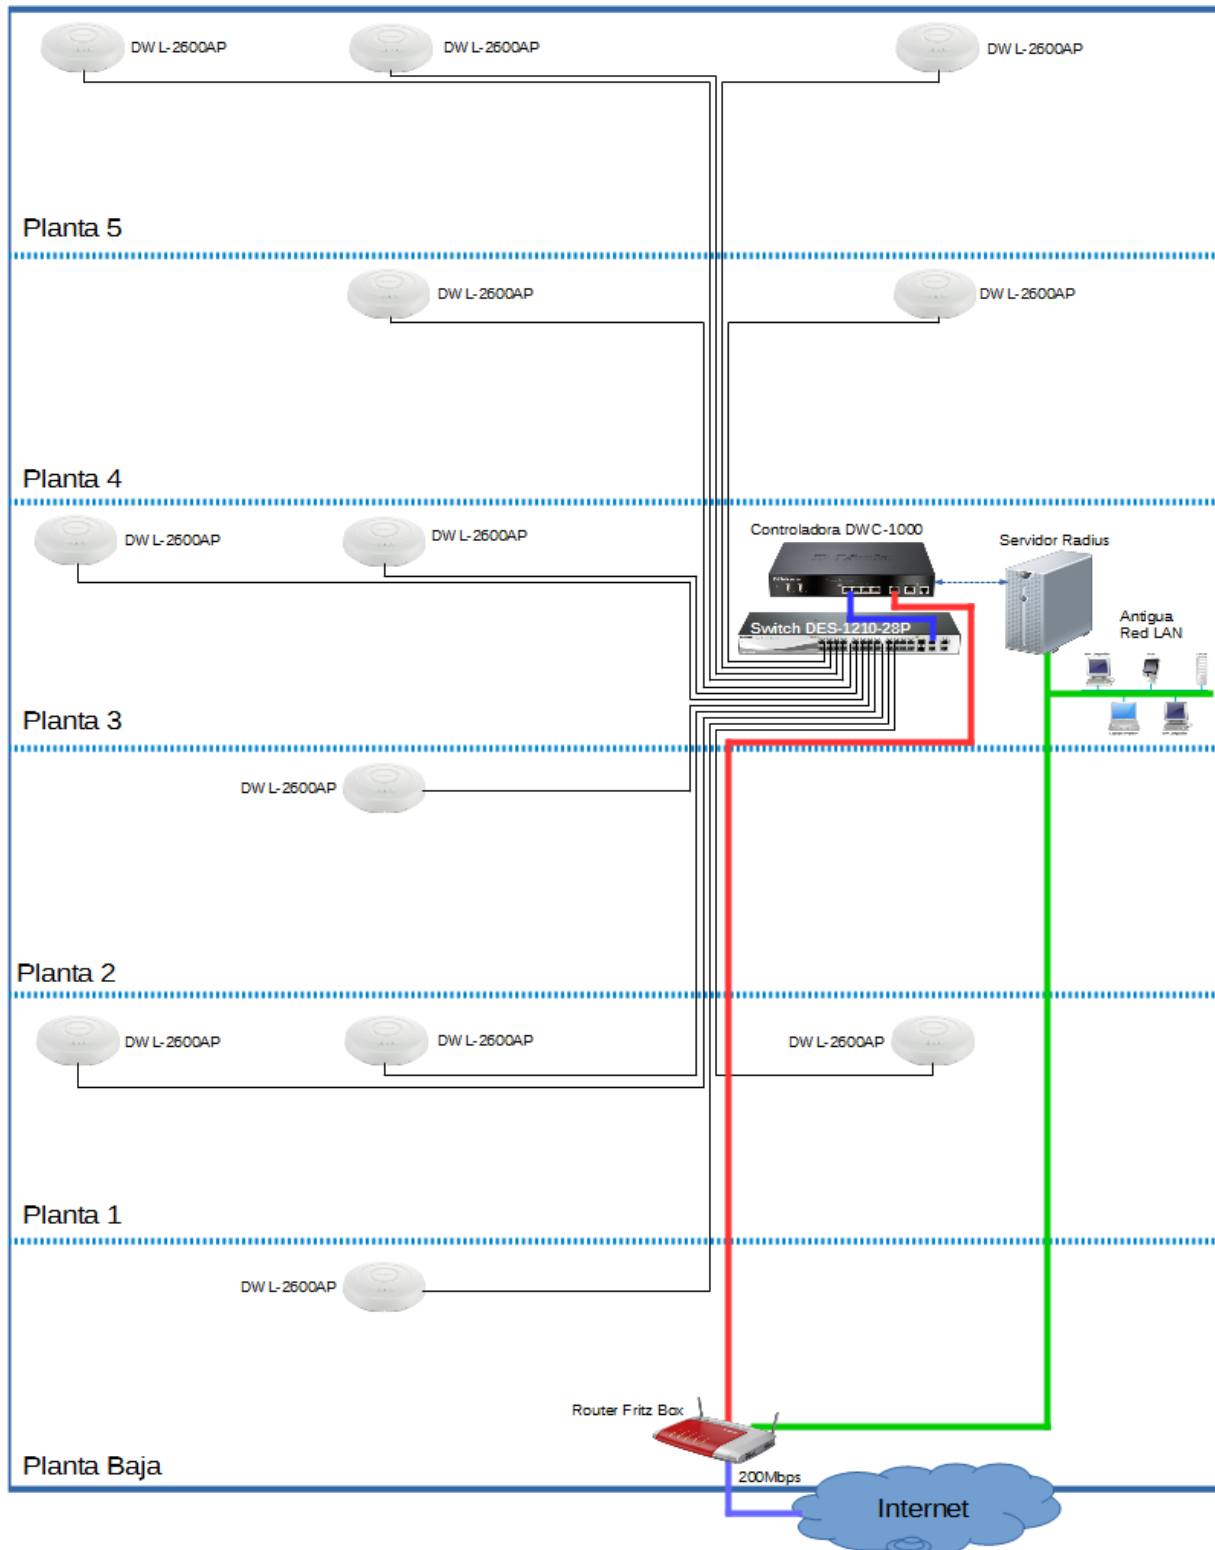 DWL-2600AP
DWL-2600AP
DWL-2600AP
Planta 5
DWL-2600AP
DWL-2600AP
Planta 4
DWL-2600AP
DWL-2600AP
Controladora DWC-1000
Servidor Radius
Switch DES-1210-28P
Antigua
Red LAN
Planta 3
DWL-2600AP
Planta 2
DWL-2600AP
DWL-2600AP
DWL-2600AP
Planta 1
DWL-2600AP
Router Fritz Box
Planta Baja
200Mbps
Internet